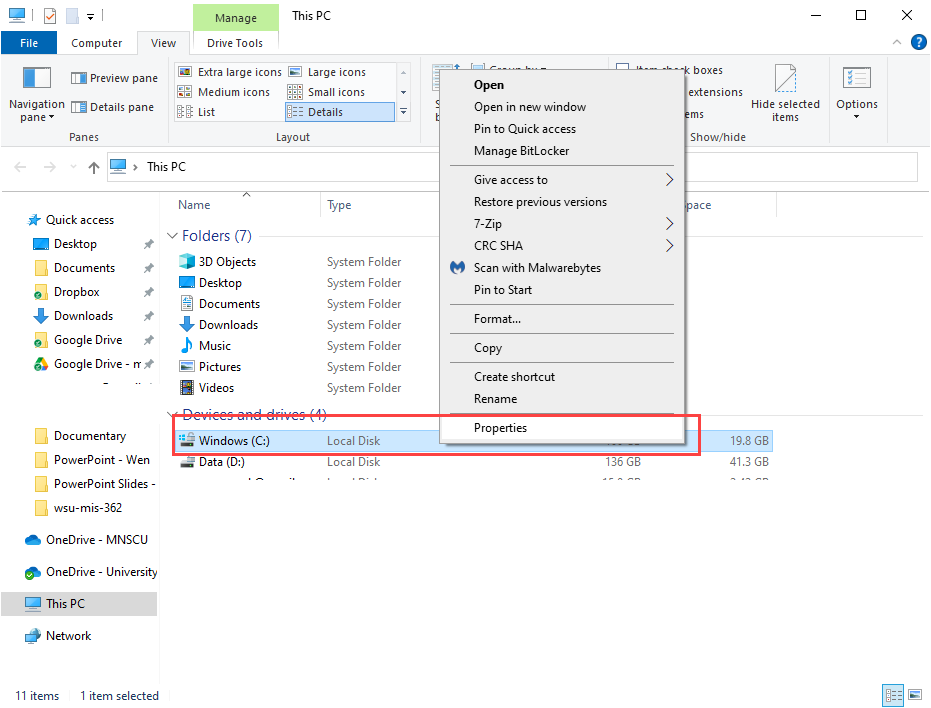 Manage
This PC
File
Computer
View
Drive Tools
Navigation pane
Preview pane
Details pane
Panes
Extra large icons
Large icons
Medium icons
Small icons
List
Details
Layout
Group by
Item check boxes
extensions
Hide selected items
Show/hide
Options
This PC
Name
Type
Quick access
Desktop
Documents
Dropbox
Downloads
Google Drive
Google Drive - m
Documentary
PowerPoint - Wen
PowerPoint Slides -
wsu-mis-362
OneDrive - MNSCU
OneDrive - University
This PC
Network
Folders (7)
3D Objects System Folder
Desktop System Folder
Documents System Folder
Downloads System Folder
Music System Folder
Pictures System Folder
Videos System Folder
Devices and drives (4)
Windows (C:) Local Disk 19.8 GB
Data (D:) Local Disk 136 GB 41.3 GB
Open
Open in new window
Pin to Quick access
Manage BitLocker
Give access to
Restore previous versions
7-Zip
CRC SHA
Scan with Malwarebytes
Pin to Start
Format...
Copy
Create shortcut
Rename
Properties
11 items
1 item selected